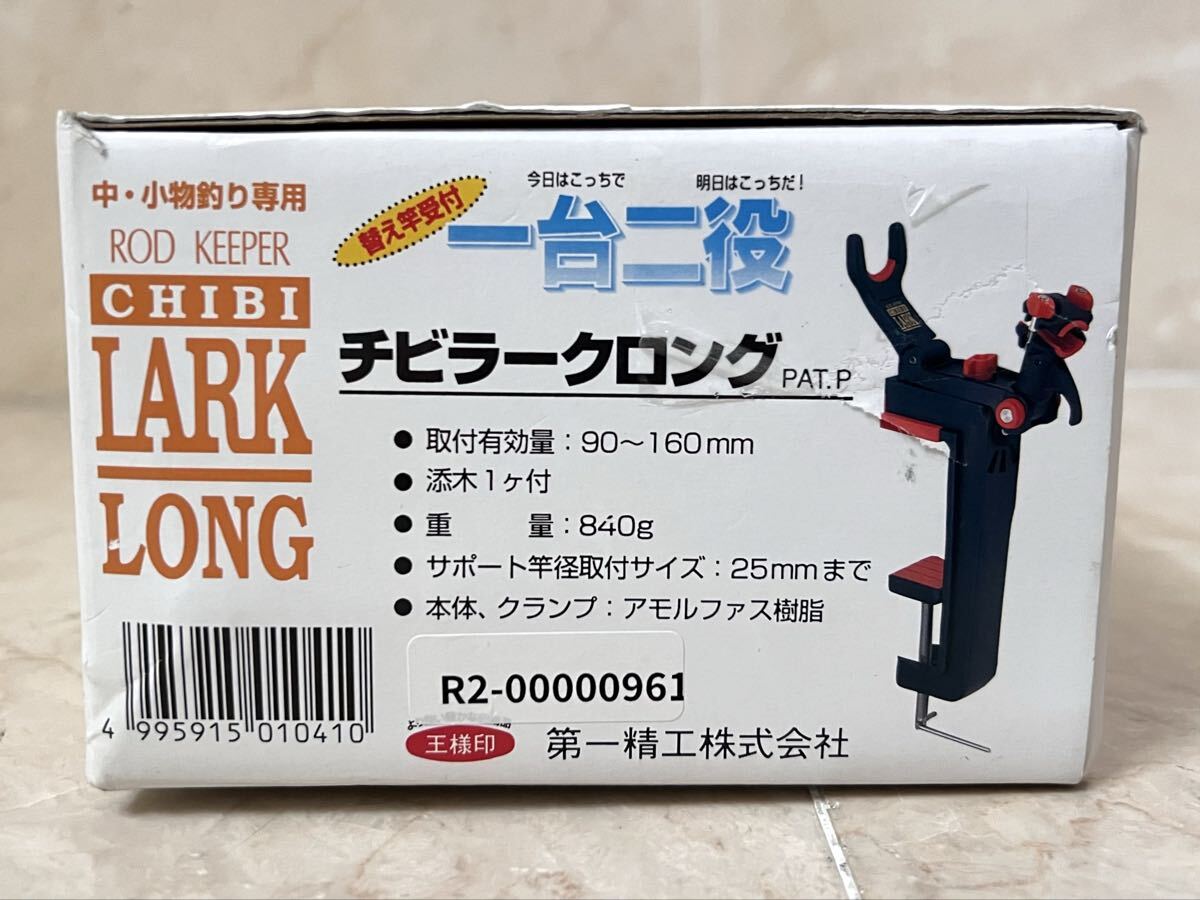 中・小物釣り専用
ROD KEEPER
CHIBI
LARK
LONG
替え竿受付
今日はこっちで 明日はこっちだ!
一台二役
チビラークロング PAT.P
● 取付有効量：90〜160mm
● 添木1ヶ付
● 重　　量：840g
● サポート竿径取付サイズ：25mmまで
● 本体、クランプ：アモルファス樹脂
R2-00000961
4 995915 010410
王様印 第一精工株式会社
LARK